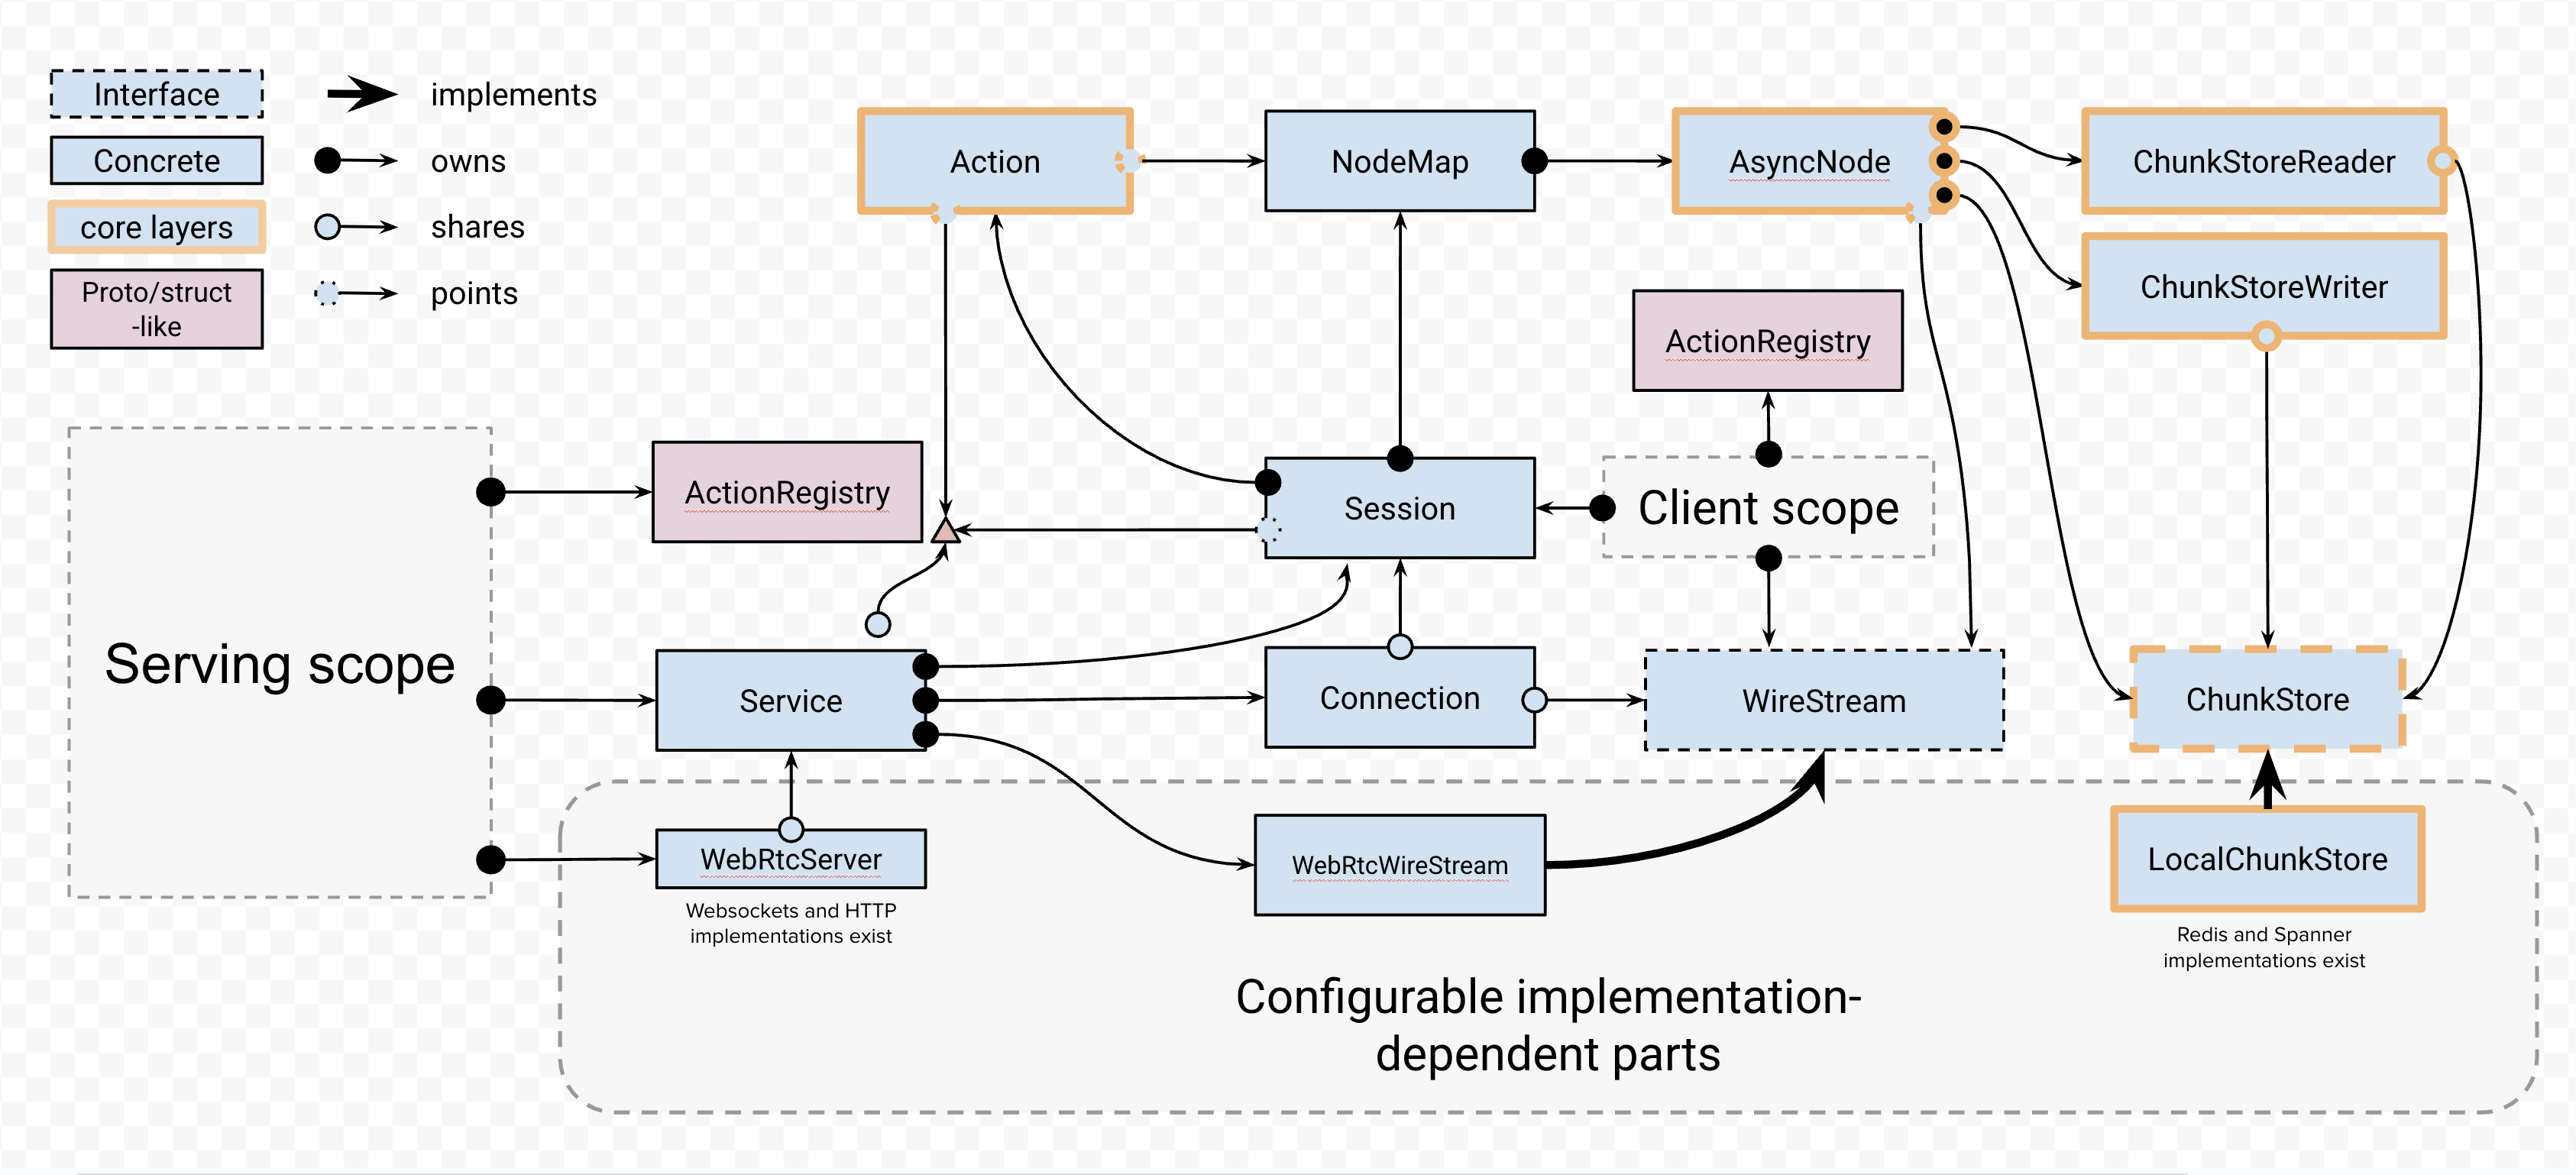 Interface
implements
Concrete
owns
core layers
shares
Proto/struct
-like
points
Action
NodeMap
AsyncNode
ChunkStoreReader
ChunkStoreWriter
ActionRegistry
ActionRegistry
Session
Client scope
Serving scope
Service
Connection
WireStream
ChunkStore
WebRtcServer
Websockets and HTTP
implementations exist
WebRtcWireStream
LocalChunkStore
Redis and Spanner
implementations exist
Configurable implementation-
dependent parts